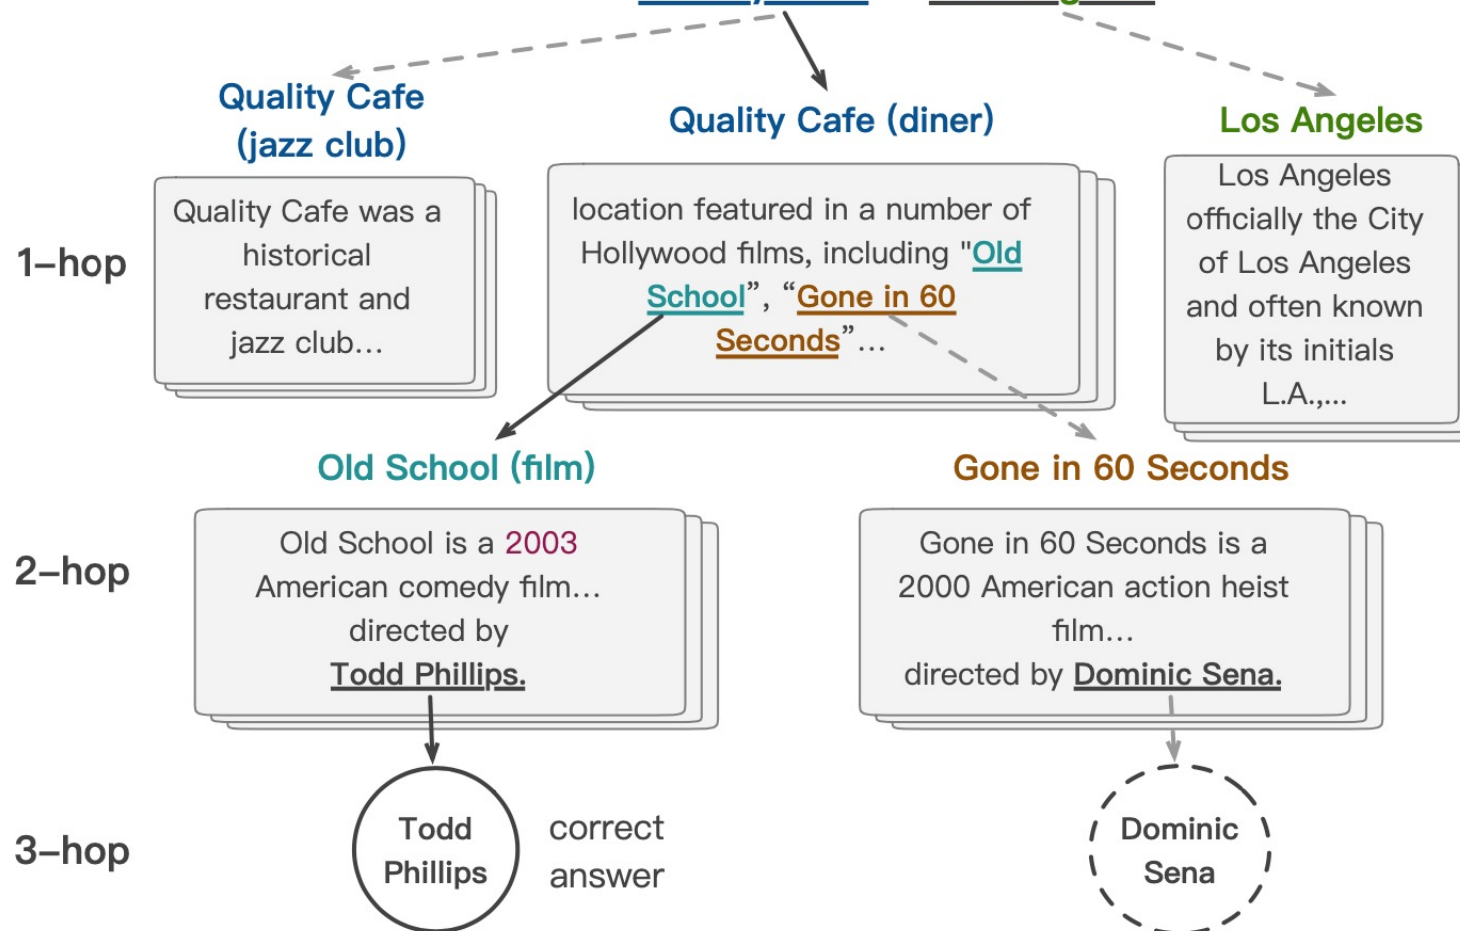 Quality Cafe
(jazz club)
Quality Cafe (diner)
Los Angeles
1-hop
Quality Cafe was a
historical
restaurant and
jazz club...
location featured in a number of
Hollywood films, including "Old
School”, “Gone in 60
Seconds”...
Los Angeles
officially the City
of Los Angeles
and often known
by its initials
L.A.,...
Old School (film)
Gone in 60 Seconds
2-hop
Old School is a 2003
American comedy film...
directed by
Todd Phillips.
Gone in 60 Seconds is a
2000 American action heist
film...
directed by Dominic Sena.
3-hop
Todd
Phillips
correct
answer
Dominic
Sena